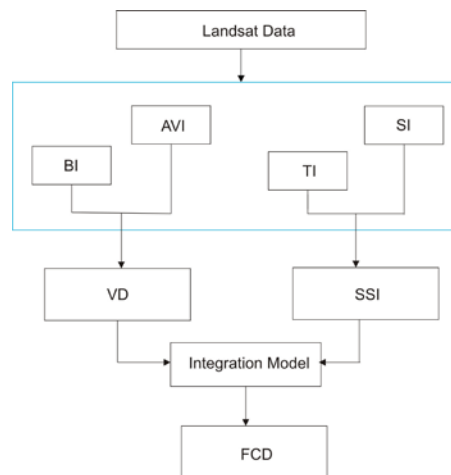 Landsat Data
AVI
SI
BI
TI
VD
SSI
Integration Model
FCD